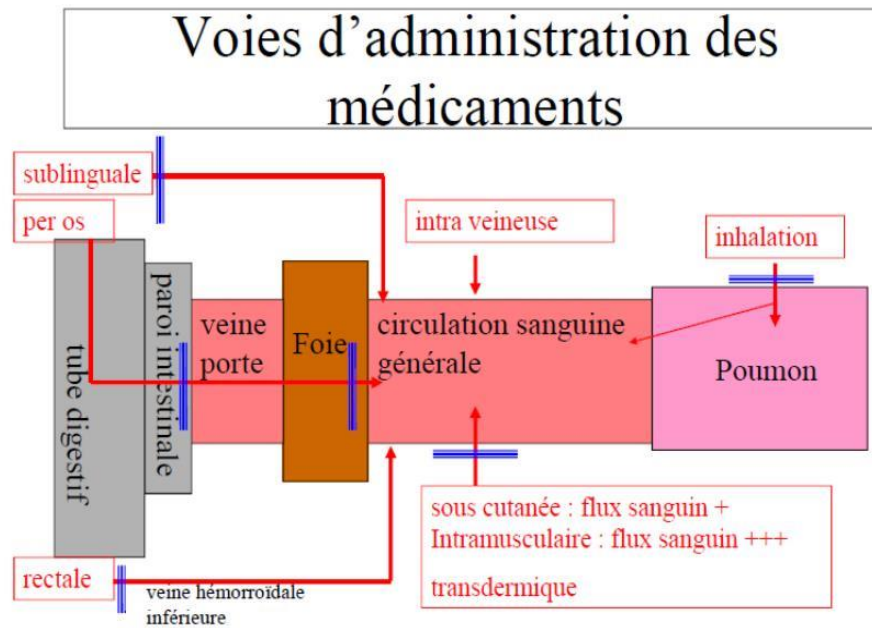 Voies d’administration des
médicaments
sublinguale
per os
intra veineuse
inhalation
tube digestif
paroi intestinale
veine
porte
Foie
circulation sanguine
générale
Poumon
sous cutanée : flux sanguin +
Intramusculaire : flux sanguin +++
transdermique
rectale
veine hémorroïdale
inférieure